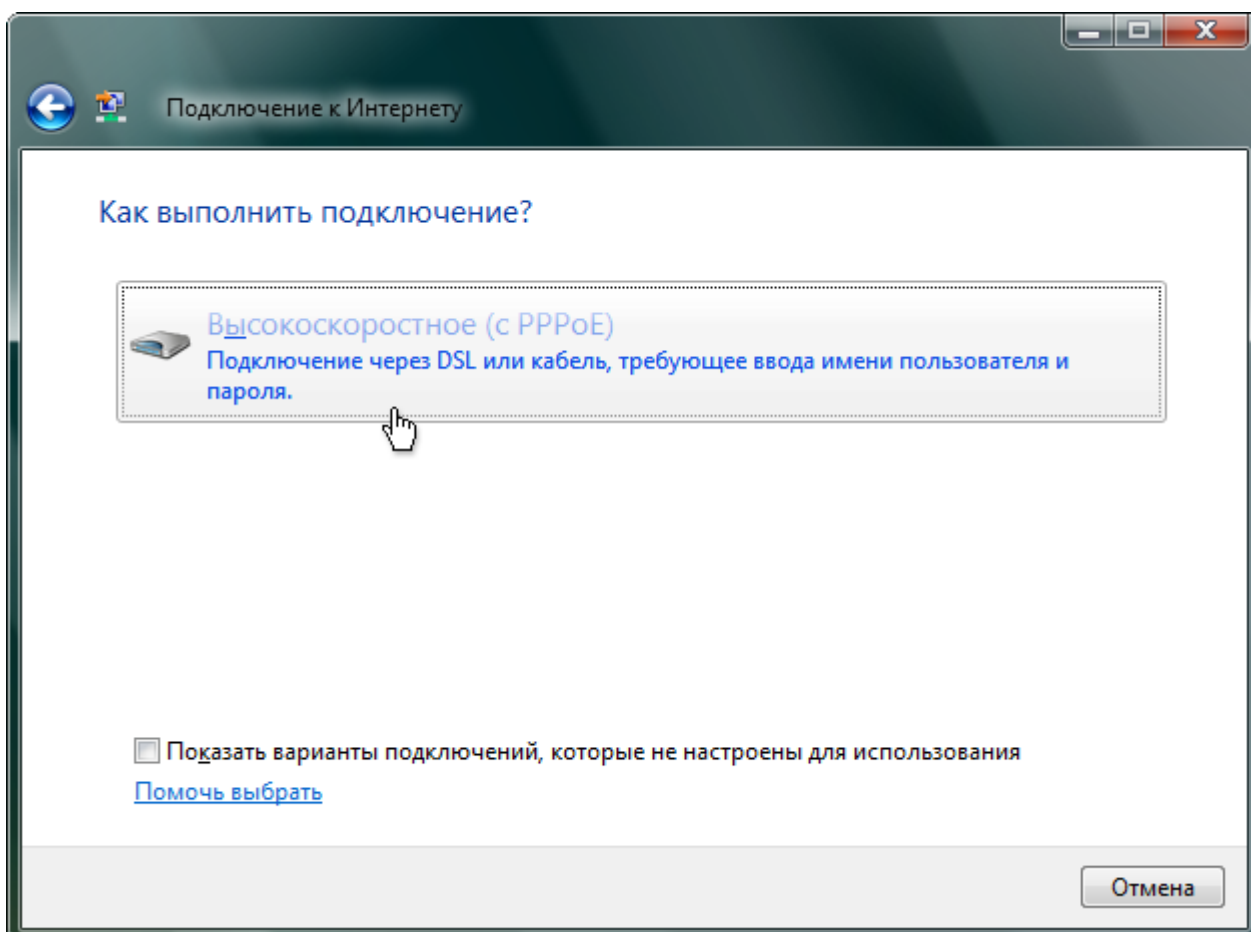 Подключение к Интернету
Как выполнить подключение?
Высокоскоростное (с PPPoE)
Подключение через DSL или кабель, требующее ввода имени пользователя и
пароля.
Показать варианты подключений, которые не настроены для использования
Помочь выбрать
Отмена